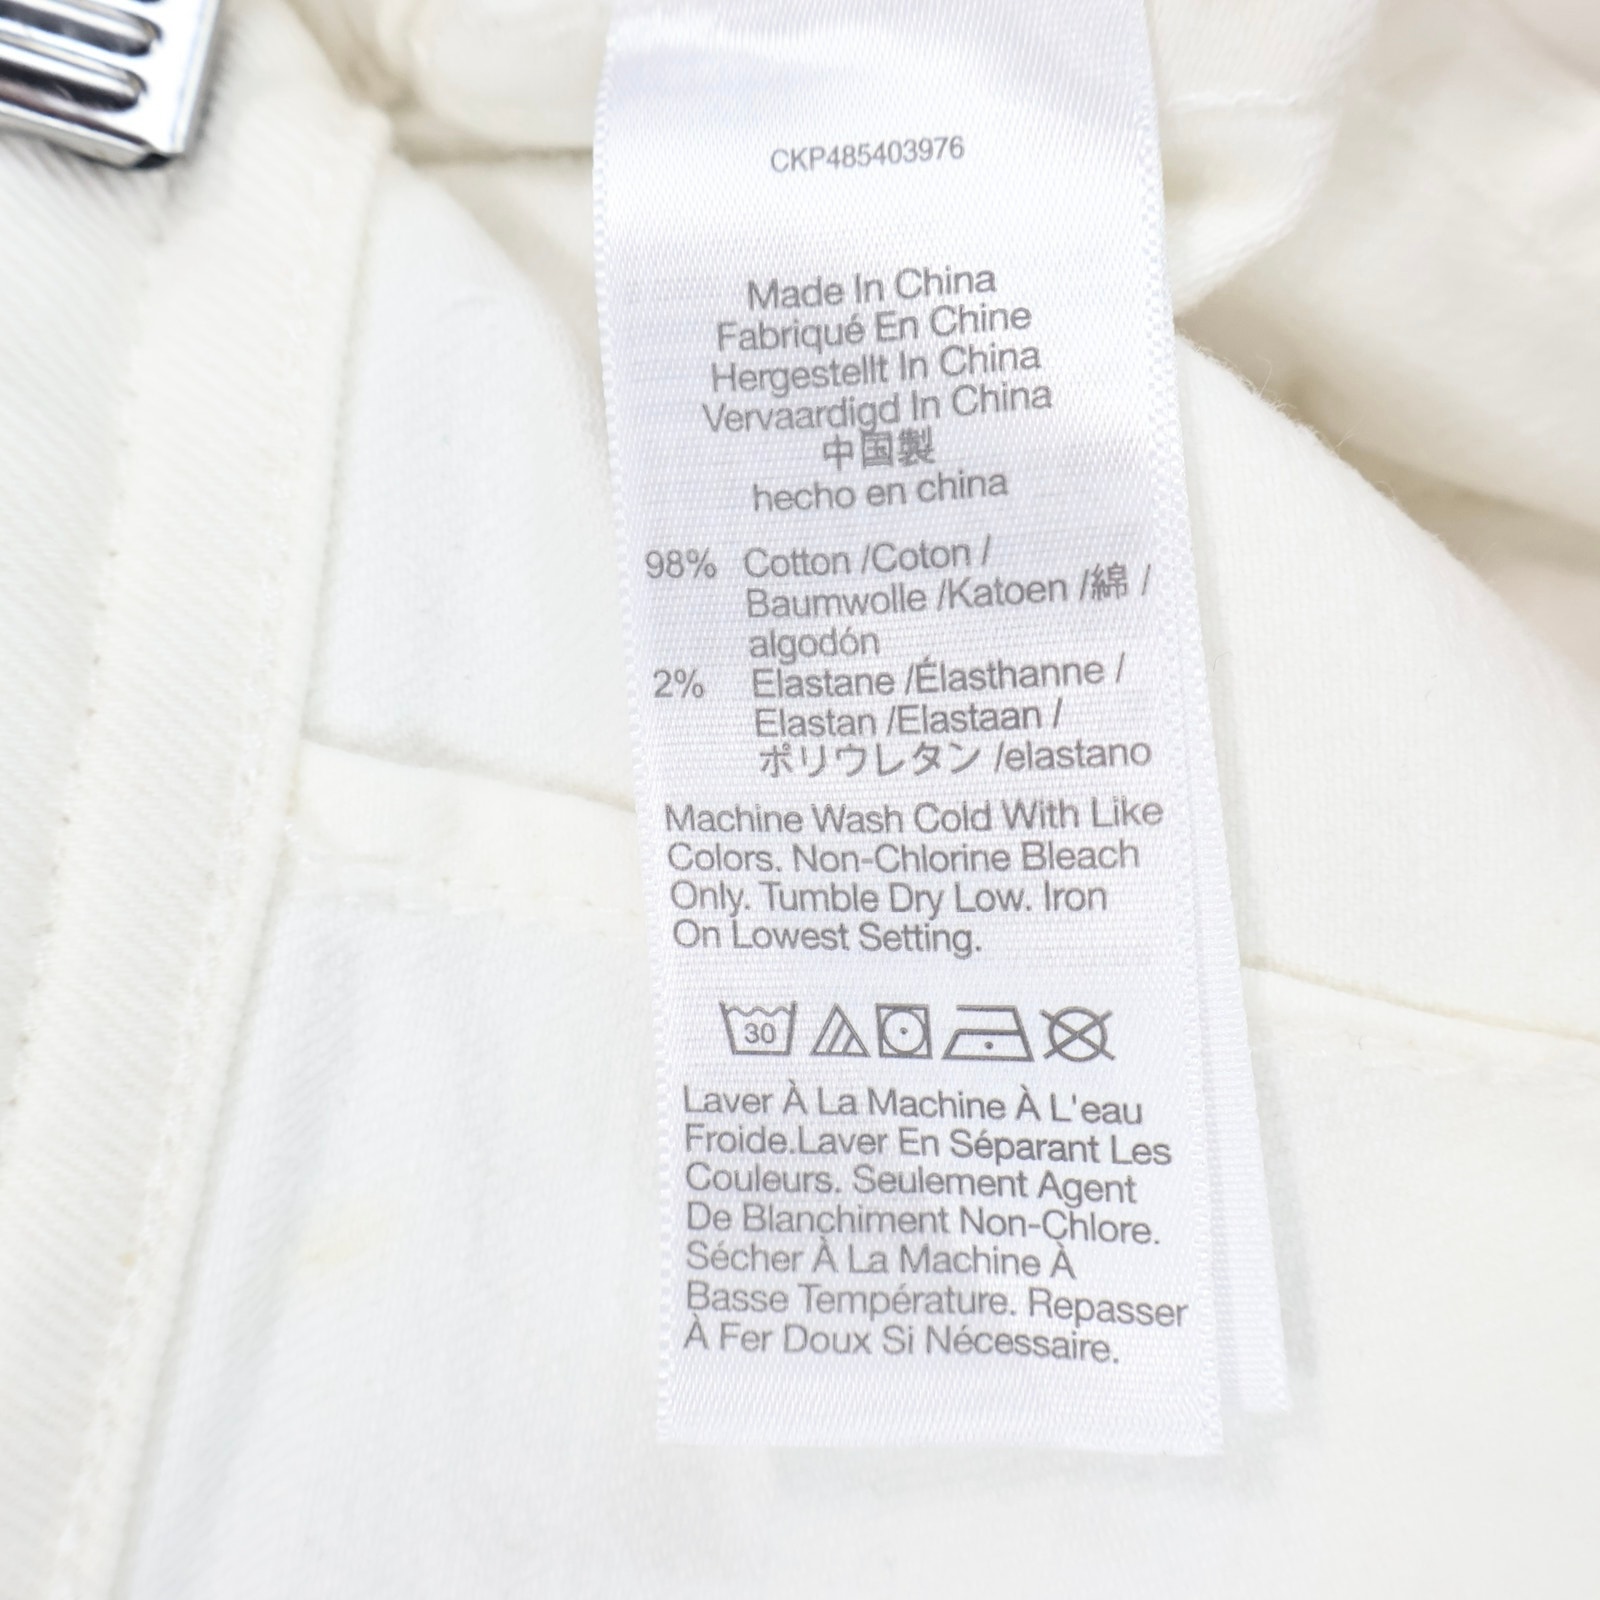 CKP485403976
Made In China
Fabriqué En Chine
Hergestellt In China
Vervaardigd In China
中国製
hecho en china
98% Cotton /Coton /
Baumwolle /Katoen /綿 /
algodón
2% Elastane /Élasthanne /
Elastan /Elastaan /
ポリウレタン /elastano
Machine Wash Cold With Like
Colors. Non-Chlorine Bleach
Only. Tumble Dry Low. Iron
On Lowest Setting.
30
Laver À La Machine À L'eau
Froide.Laver En Séparant Les
Couleurs. Seulement Agent
De Blanchiment Non-Chlore.
Sécher À La Machine À
Basse Température. Repasser
À Fer Doux Si Nécessaire.